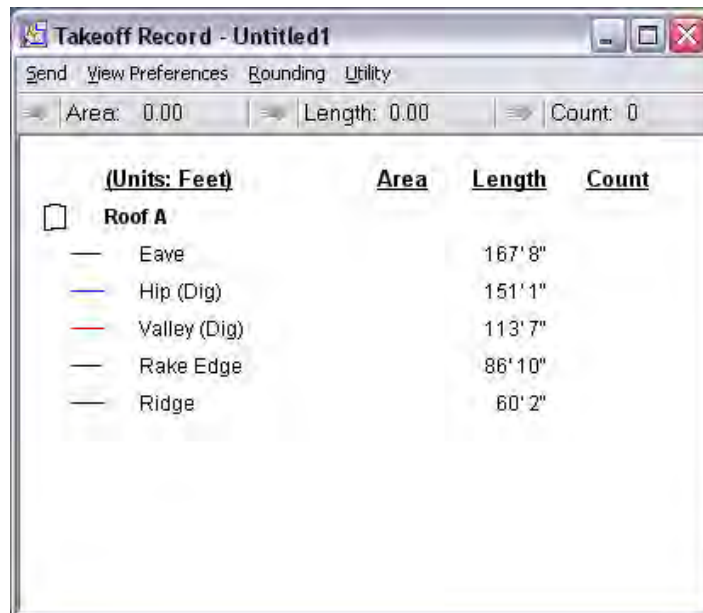 Takeoff Record - Untitled1
Send View Preferences Rounding Utility
Area: 0.00 Length: 0.00 Count: 0
(Units: Feet) Area Length Count
Roof A
Eave 167' 8"
Hip (Dig) 151' 1"
Valley (Dig) 113' 7"
Rake Edge 86' 10"
Ridge 60' 2"